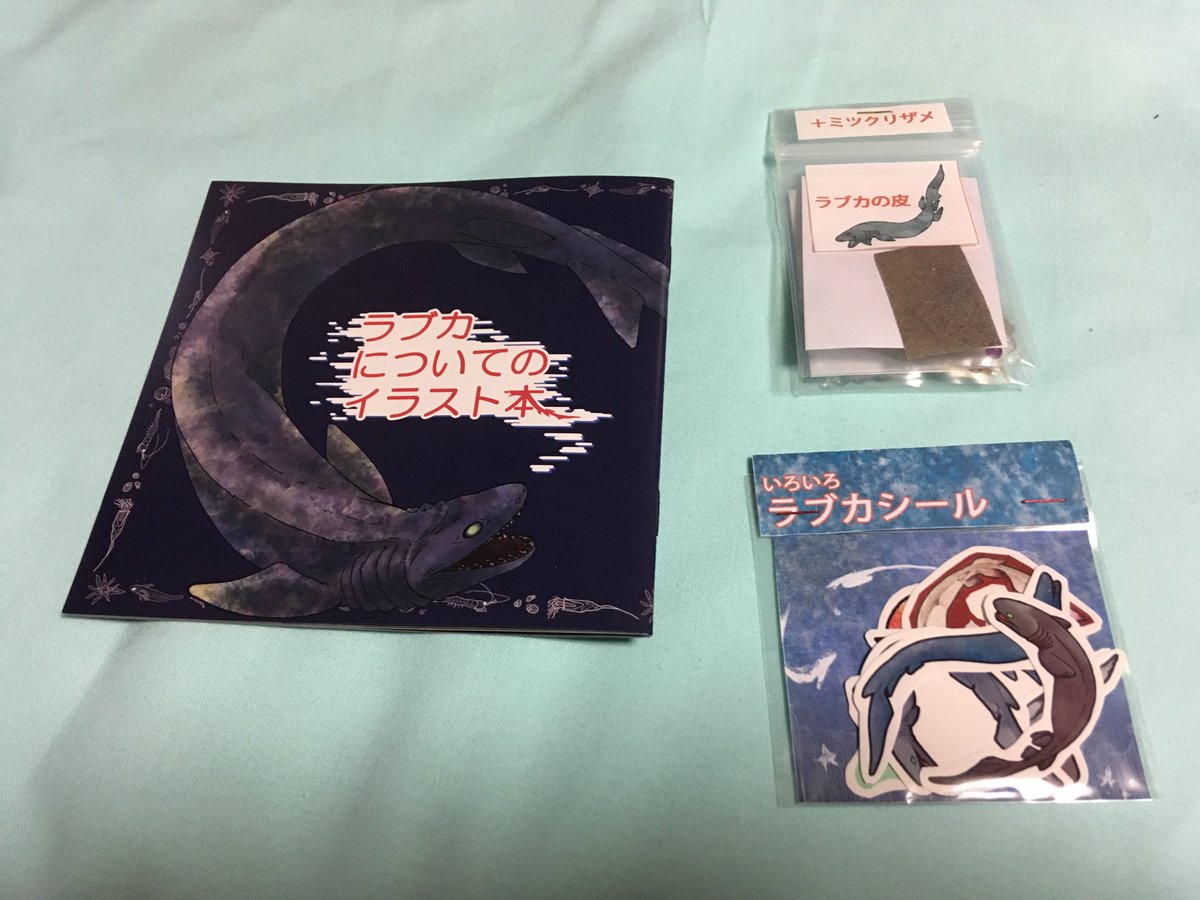 ラブカ
についての
イラスト本
+ミツクリザメ
ラブカの皮
いろいろ
ラブカシール